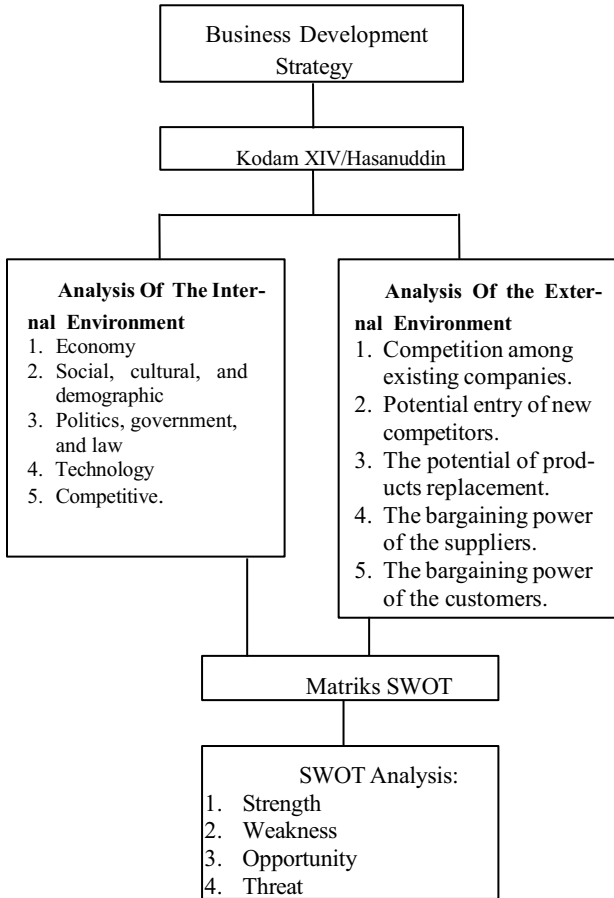 Business Development
Strategy
Kodam XIV/Hasanuddin
Analysis Of The Inter-
nal Environment
1. Economy
2. Social, cultural, and
demographic
3. Politics, government,
and law
4. Technology
5. Competitive.
Analysis Of the Exter-
nal Environment
1. Competition among
existing companies.
2. Potential entry of new
competitors.
3. The potential of prod-
ucts replacement.
4. The bargaining power
of the suppliers.
5. The bargaining power
of the customers.
Matriks SWOT
SWOT Analysis:
1. Strength
2. Weakness
3. Opportunity
4. Threat